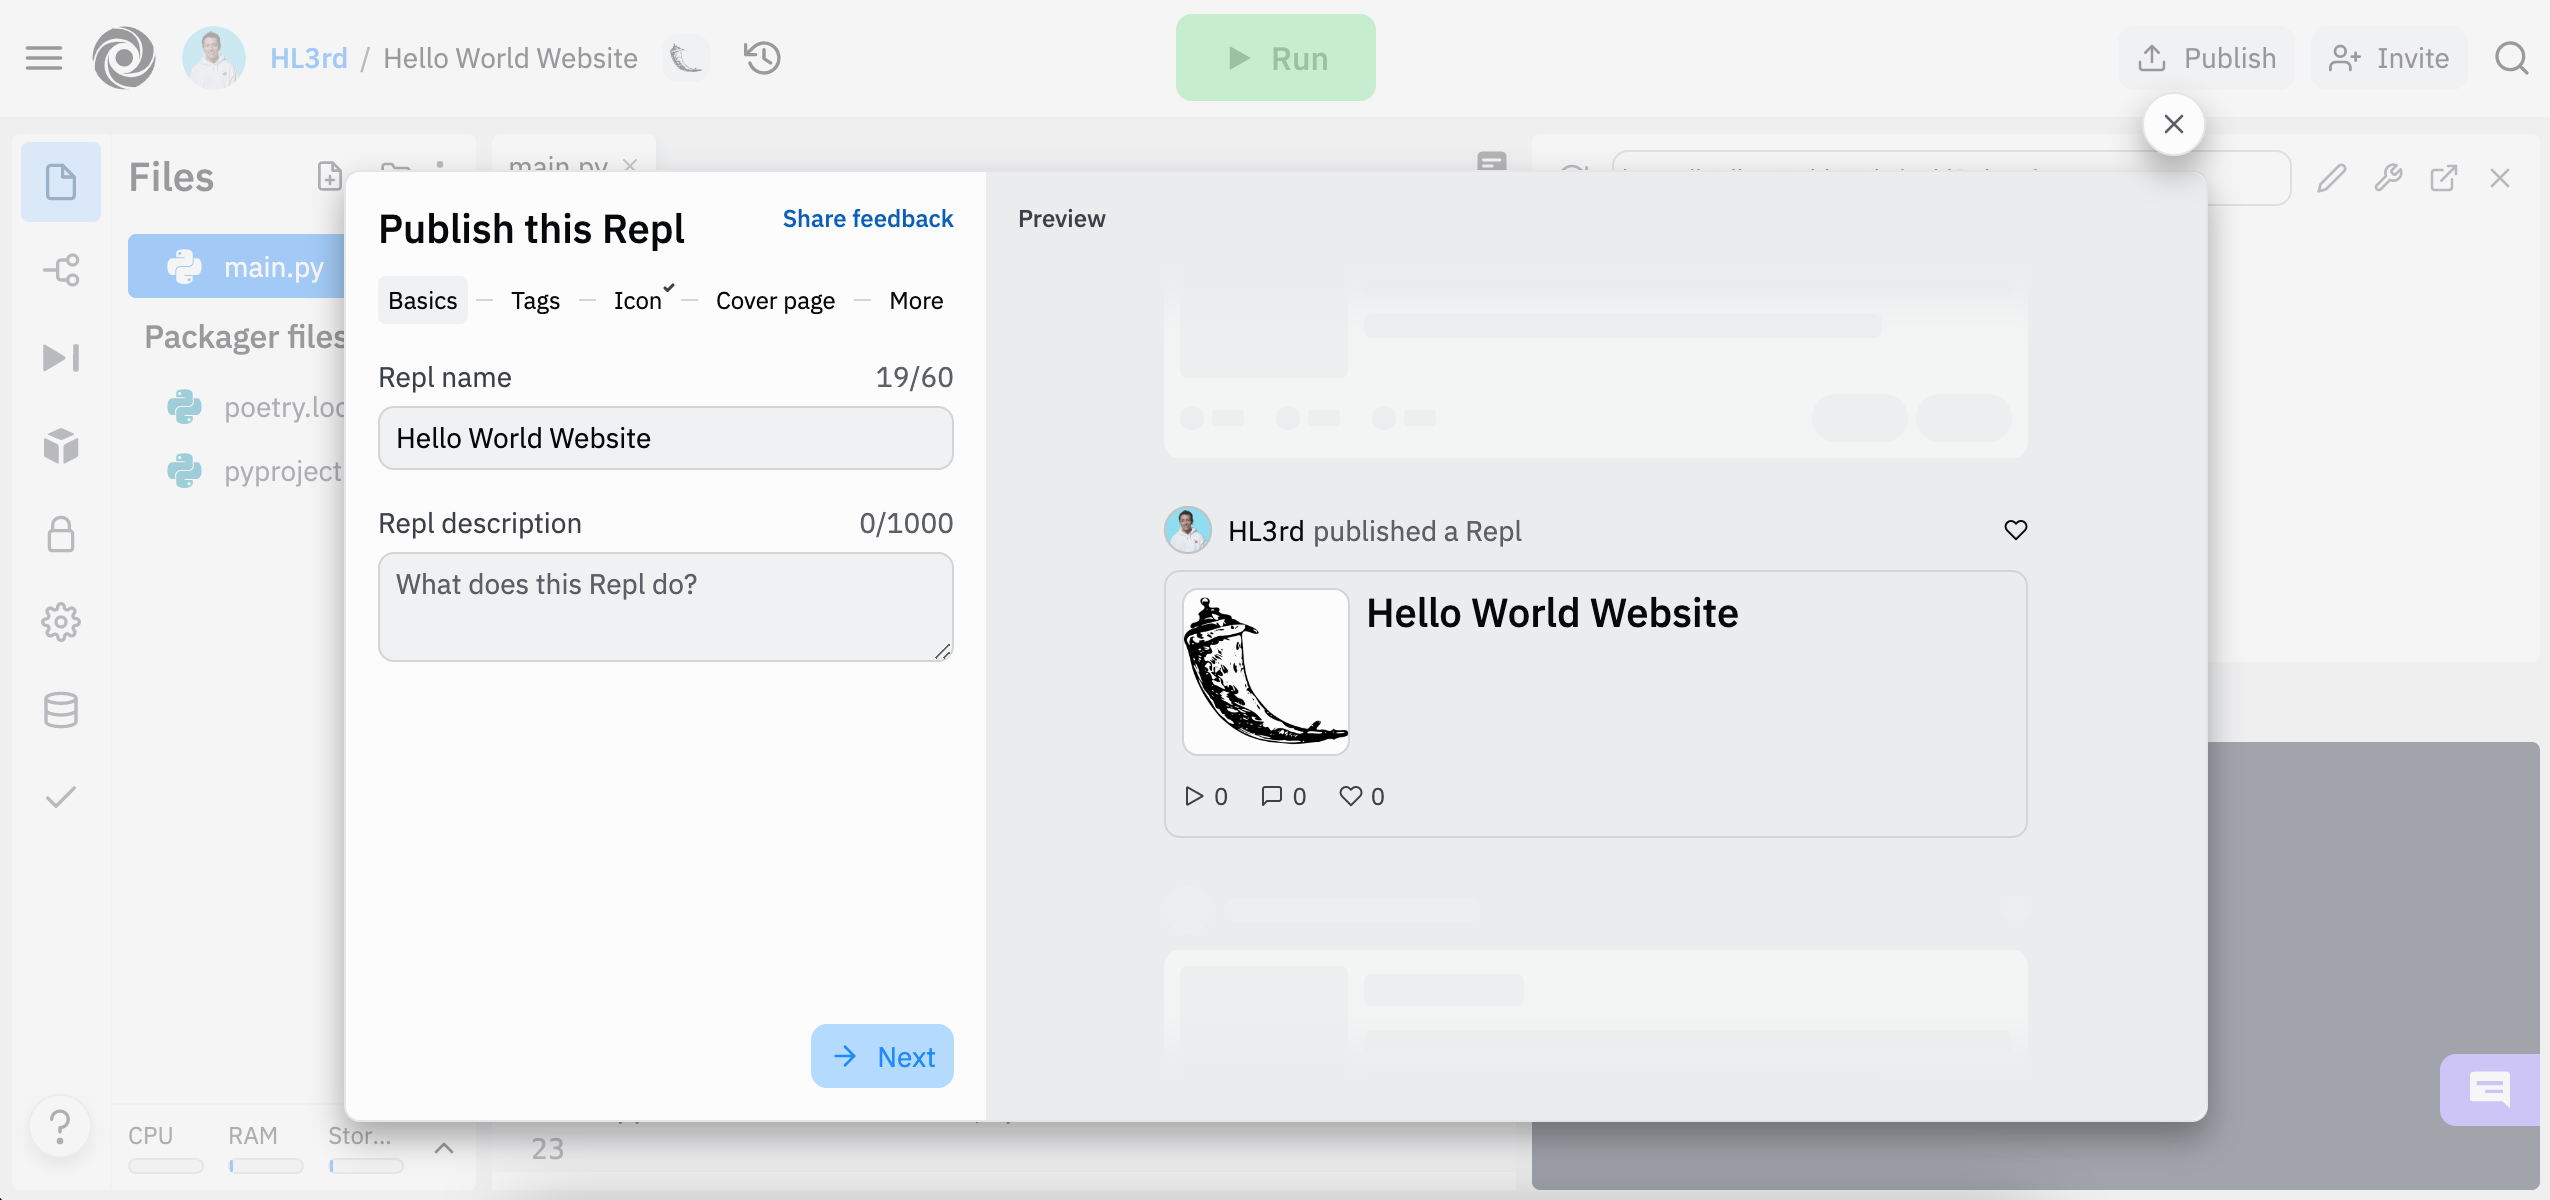 HL3rd / Hello World Website
Run
Publish
Invite
Files
main.py
main.py
Packager files
pyproject
Publish this Repl
Share feedback
Basics
Tags
Icon
Cover page
More
Repl name
19/60
Hello World Website
Repl description
0/1000
What does this Repl do?
Next
Preview
HL3rd published a Repl
Hello World Website
0
0
0
CPU
RAM
Stor...
23
?